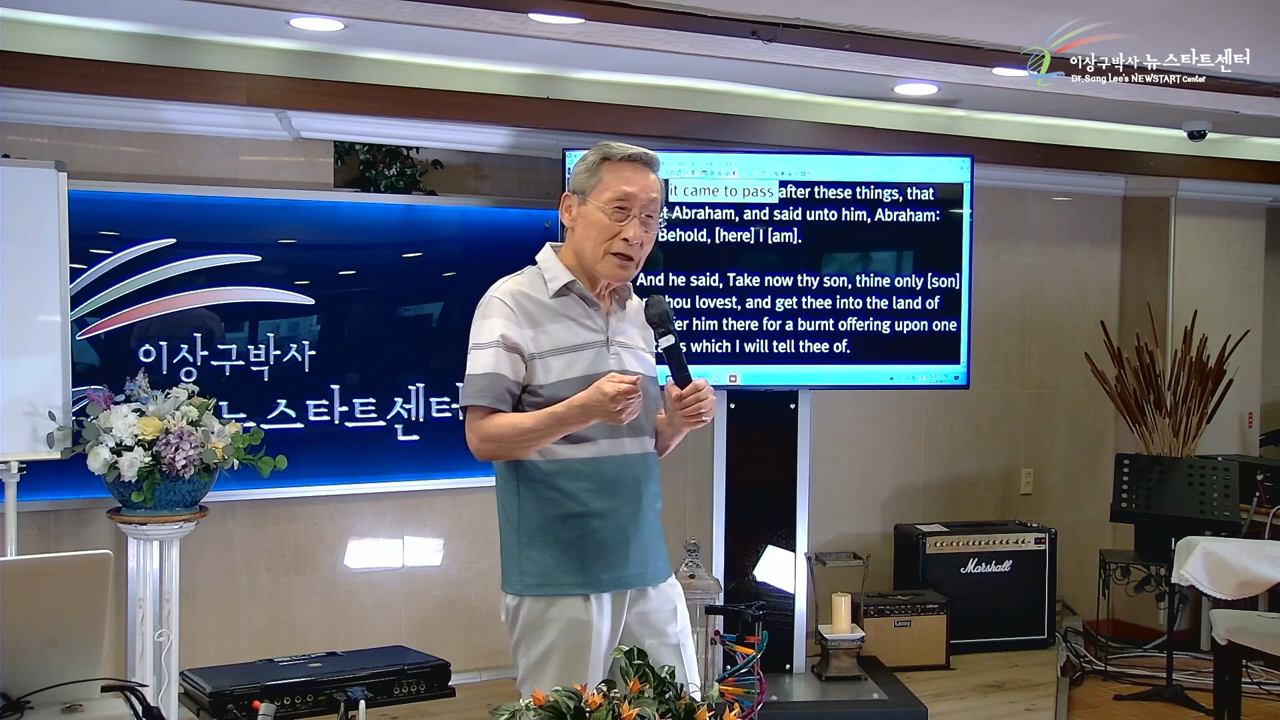 이상구박사 뉴스타트센터
Dr. Sang Lee's NEWSTART Center
it came to pass after these things, that
Abraham, and said unto him, Abraham:
Behold, [here] I [am].
And he said, Take now thy son, thine only [son]
thou lovest, and get thee into the land of
him there for a burnt offering upon one
which I will tell thee of.
이상구박사
뉴스타트센터
Marshall
Laney